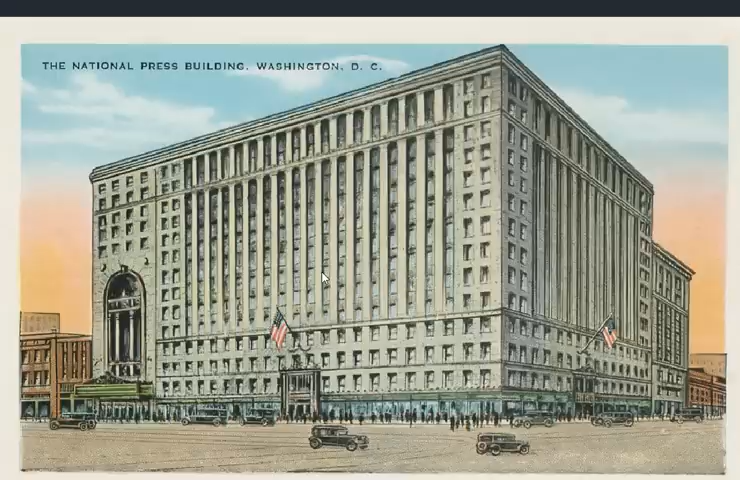 THE NATIONAL PRESS BUILDING, WASHINGTON, D. C.